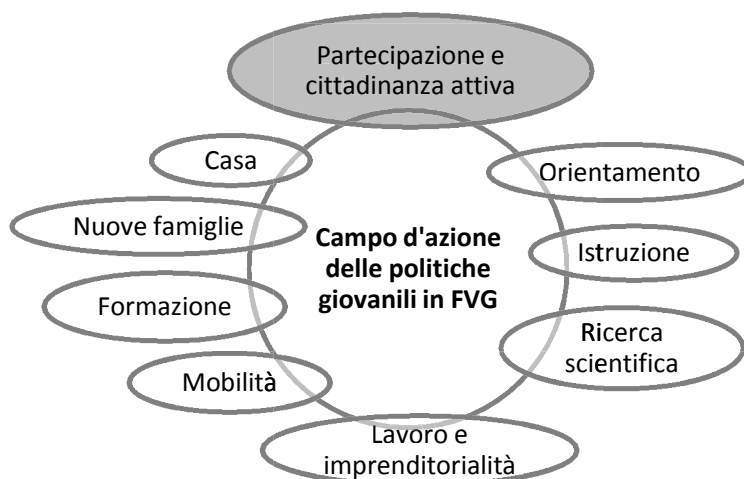 Partecipazione e
cittadinanza attiva
Casa
Orientamento
Nuove famiglie
Campo d'azione
delle politiche
giovanili in FVG
Istruzione
Formazione
Ricerca
scientifica
Mobilità
Lavoro e
imprenditorialità